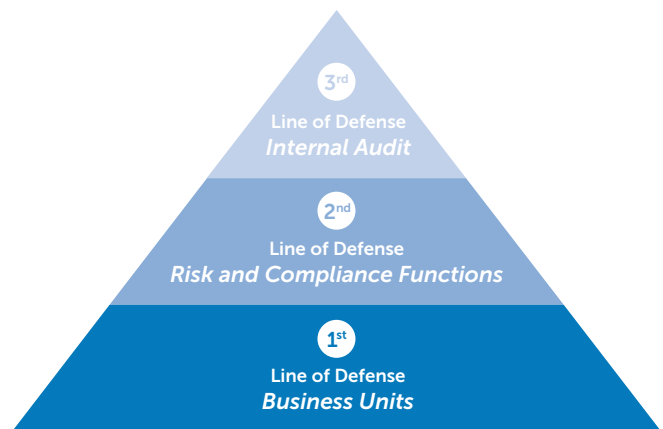 3rd
Line of Defense
Internal Audit
2nd
Line of Defense
Risk and Compliance Functions
1st
Line of Defense
Business Units